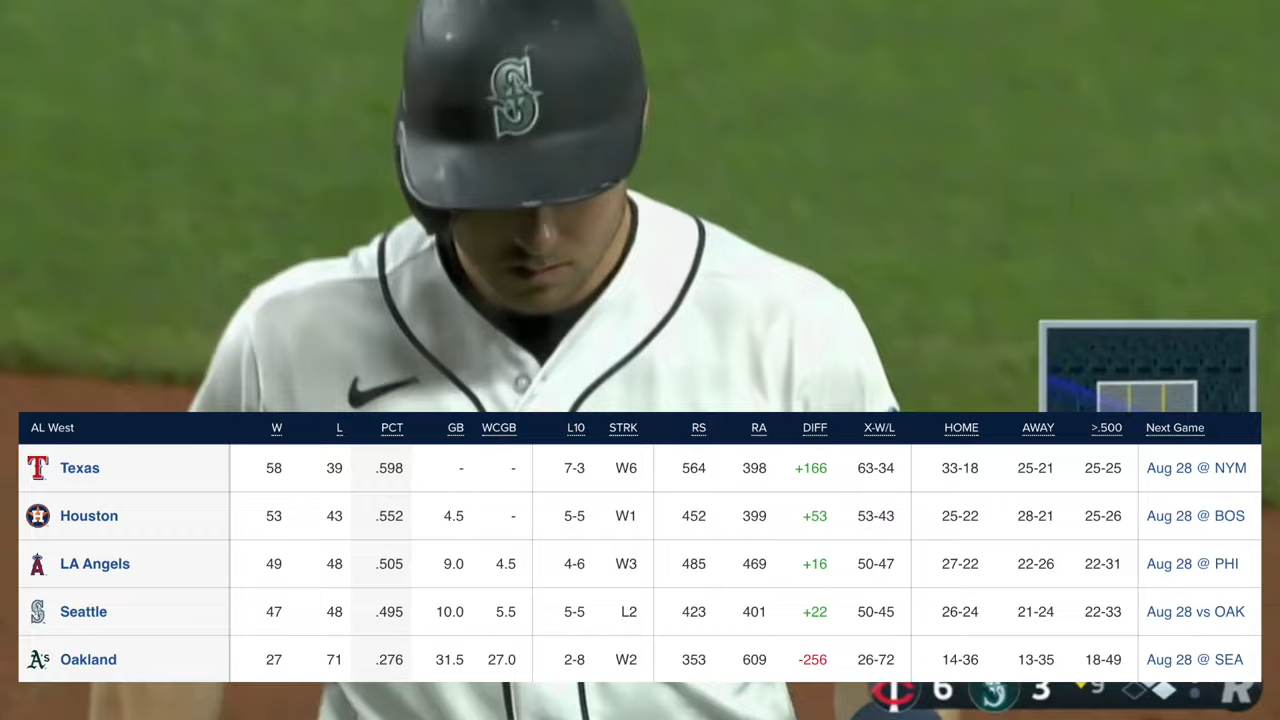 S
AL West W L PCT GB WCGB L10 STRK RS RA DIFF X-W/L HOME AWAY >.500 Next Game
T Texas 58 39 .598 - - 7-3 W6 564 398 +166 63-34 33-18 25-21 25-25 Aug 28 @ NYM
H Houston 53 43 .552 4.5 - 5-5 W1 452 399 +53 53-43 25-22 28-21 25-26 Aug 28 @ BOS
A LA Angels 49 48 .505 9.0 4.5 4-6 W3 485 469 +16 50-47 27-22 22-26 22-31 Aug 28 @ PHI
S Seattle 47 48 .495 10.0 5.5 5-5 L2 423 401 +22 50-45 26-24 21-24 22-33 Aug 28 vs OAK
A's Oakland 27 71 .276 31.5 27.0 2-8 W2 353 609 -256 26-72 14-36 13-35 18-49 Aug 28 @ SEA
TC 6 S 3 9 R